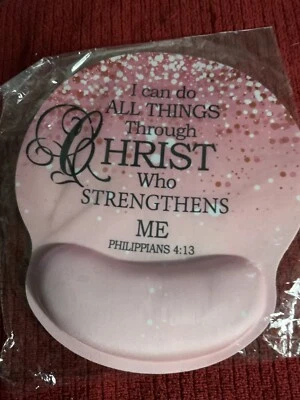 I can do
ALL THINGS
Through
CHRIST
Who
STRENGTHENS
ME
PHILIPPIANS 4:13